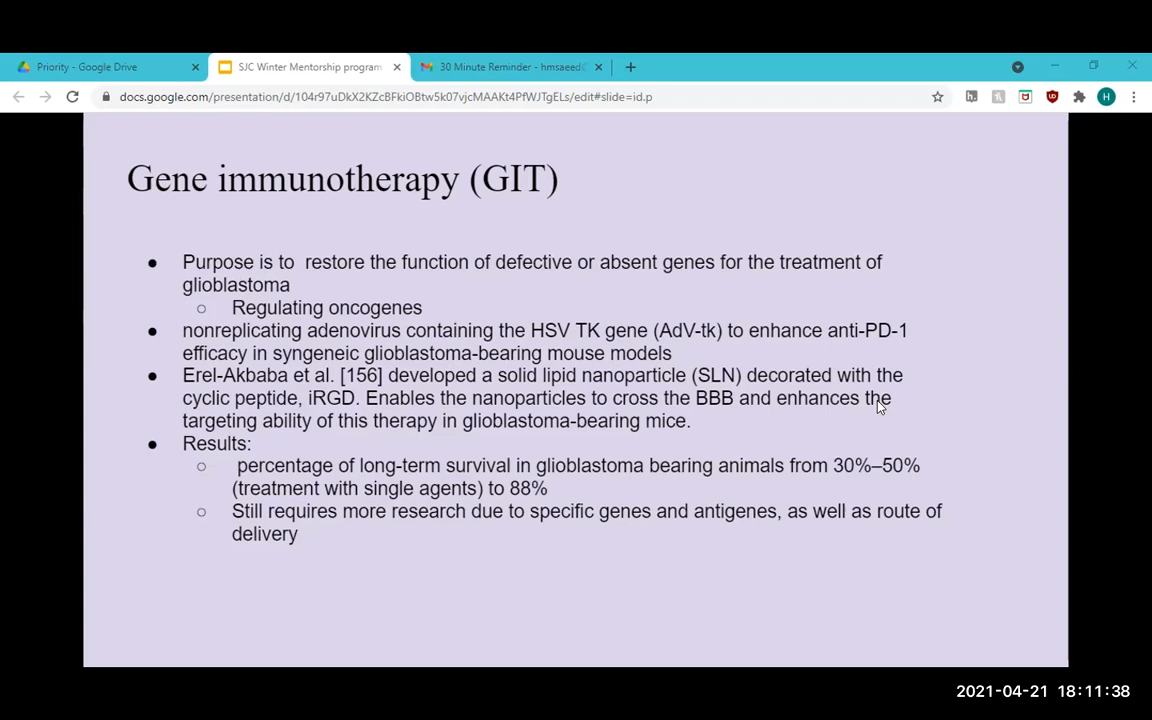 Priority - Google Drive
SJC Winter Mentorship program
30 Minute Reminder - hmsaeed
docs.google.com/presentation/d/104r97uDkX2KZcBFkiOBtw5k07vjcMAAKt4PfWJTgELs/edit#slide=id.p
H
Gene immunotherapy (GIT)
● Purpose is to restore the function of defective or absent genes for the treatment of
glioblastoma
○ Regulating oncogenes
● nonreplicating adenovirus containing the HSV TK gene (AdV-tk) to enhance anti-PD-1
efficacy in syngeneic glioblastoma-bearing mouse models
● Erel-Akbaba et al. [156] developed a solid lipid nanoparticle (SLN) decorated with the
cyclic peptide, iRGD. Enables the nanoparticles to cross the BBB and enhances the
targeting ability of this therapy in glioblastoma-bearing mice.
● Results:
○ percentage of long-term survival in glioblastoma bearing animals from 30%–50%
(treatment with single agents) to 88%
○ Still requires more research due to specific genes and antigenes, as well as route of
delivery
2021-04-21 18:11:38